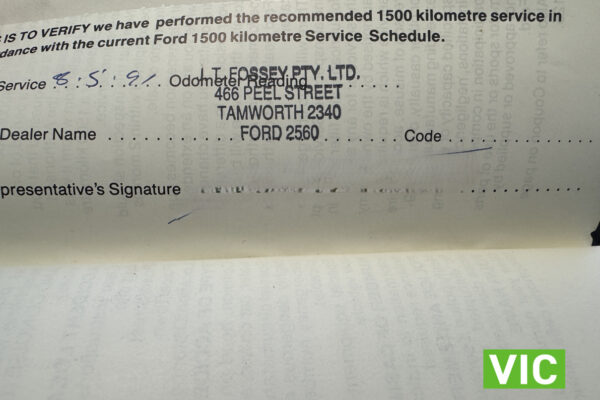 IS TO VERIFY we have performed the recommended 1500 kilometre service in
dance with the current Ford 1500 kilometre Service Schedule.
I.T. FOSSEY PTY. LTD.
Service 8.5.91 Odometer Reading
466 PEEL STREET
TAMWORTH 2340
Dealer Name FORD 2560 Code
presentative's Signature
VIC